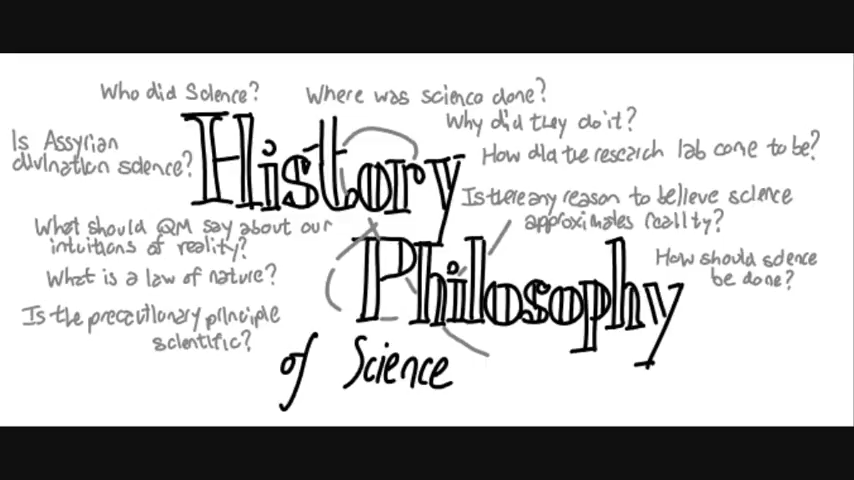 Who did Science?
Where was science done?
Why did they do it?
Is Assyrian
divination science?
History
How did the research lab come to be?
Is there any reason to believe science
approximates reality?
What should QM say about our
intuitions of reality?
What is a law of nature?
Philosophy
How should science
be done?
Is the precautionary principle
scientific?
of Science